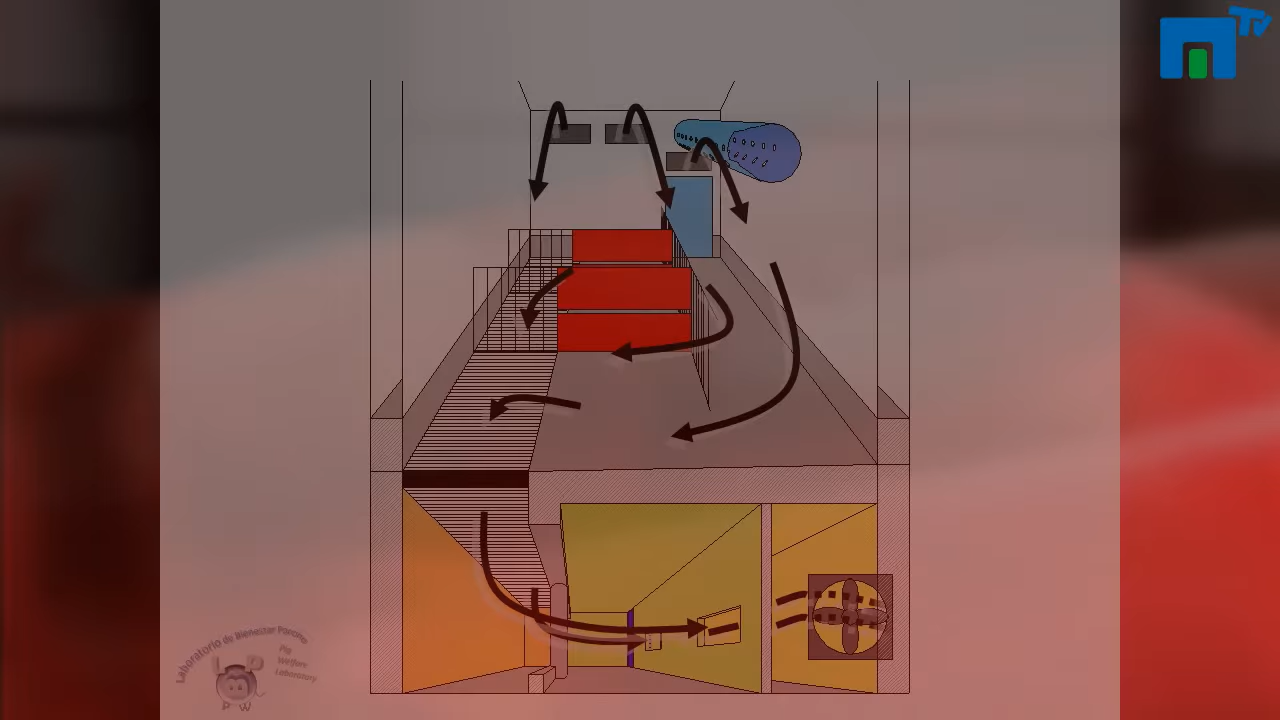 TV
Laboratorio de Bienestar Porcino
Pig
Welfare
Laboratory
P W